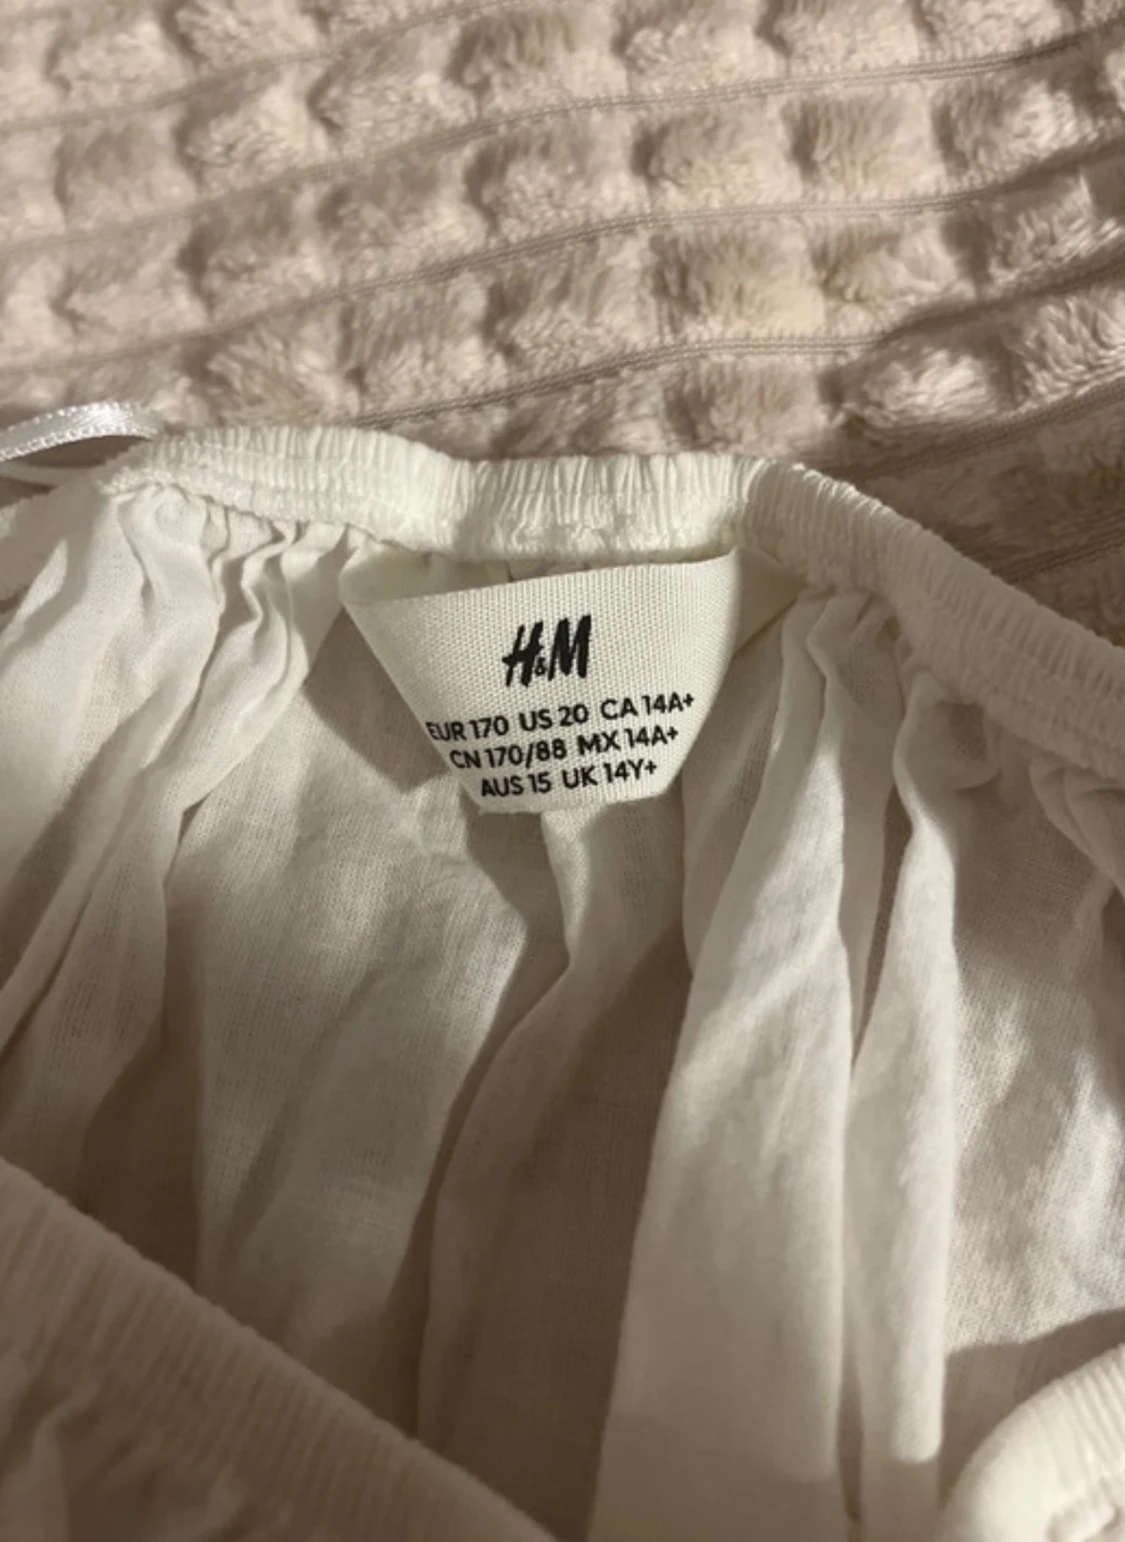 H&M
EUR 170 US 20 CA 14A+
CN 170/88 MX 14A+
AUS 15 UK 14Y+